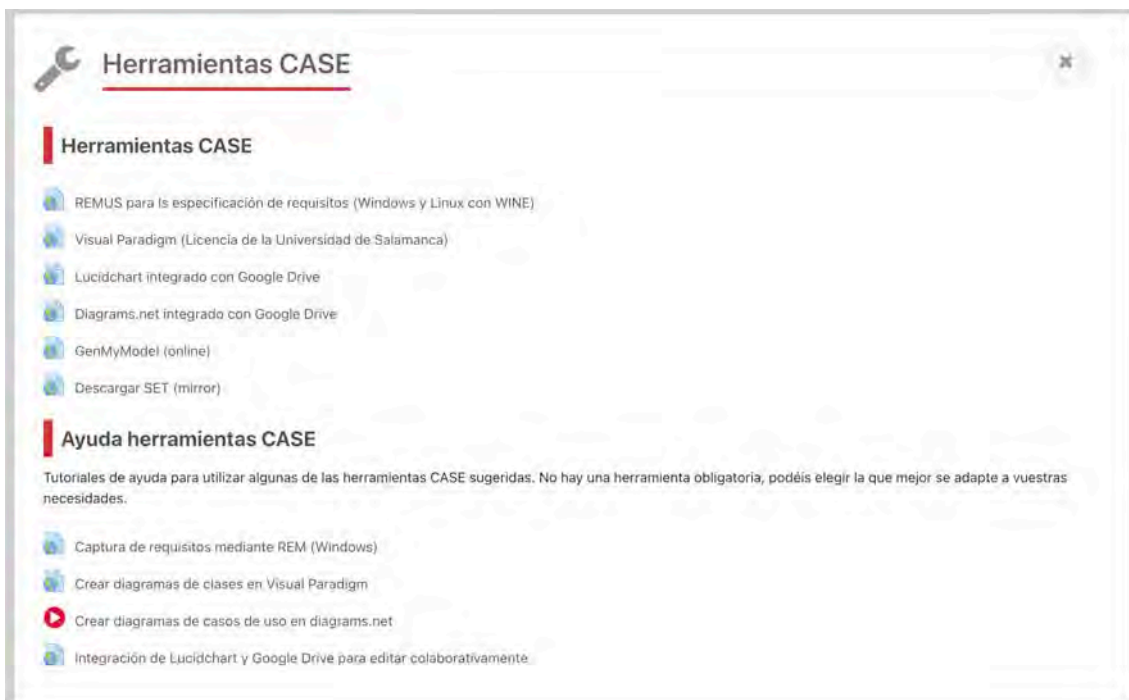 Herramientas CASE
Herramientas CASE
REMUS para ls especificación de requisitos (Windows y Linux con WINE)
Visual Paradigm (Licencia de la Universidad de Salamanca)
Lucidchart integrado con Google Drive
Diagrams.net integrado con Google Drive
GenMyModel (online)
Descargar SET (mirror)
Ayuda herramientas CASE
Tutoriales de ayuda para utilizar algunas de las herramientas CASE sugeridas. No hay una herramienta obligatoria, podéis elegir la que mejor se adapte a vuestras
necesidades.
Captura de requisitos mediante REM (Windows)
Crear diagramas de clases en Visual Paradigm
Crear diagramas de casos de uso en diagrams.net
Integración de Lucidchart y Google Drive para editar colaborativamente